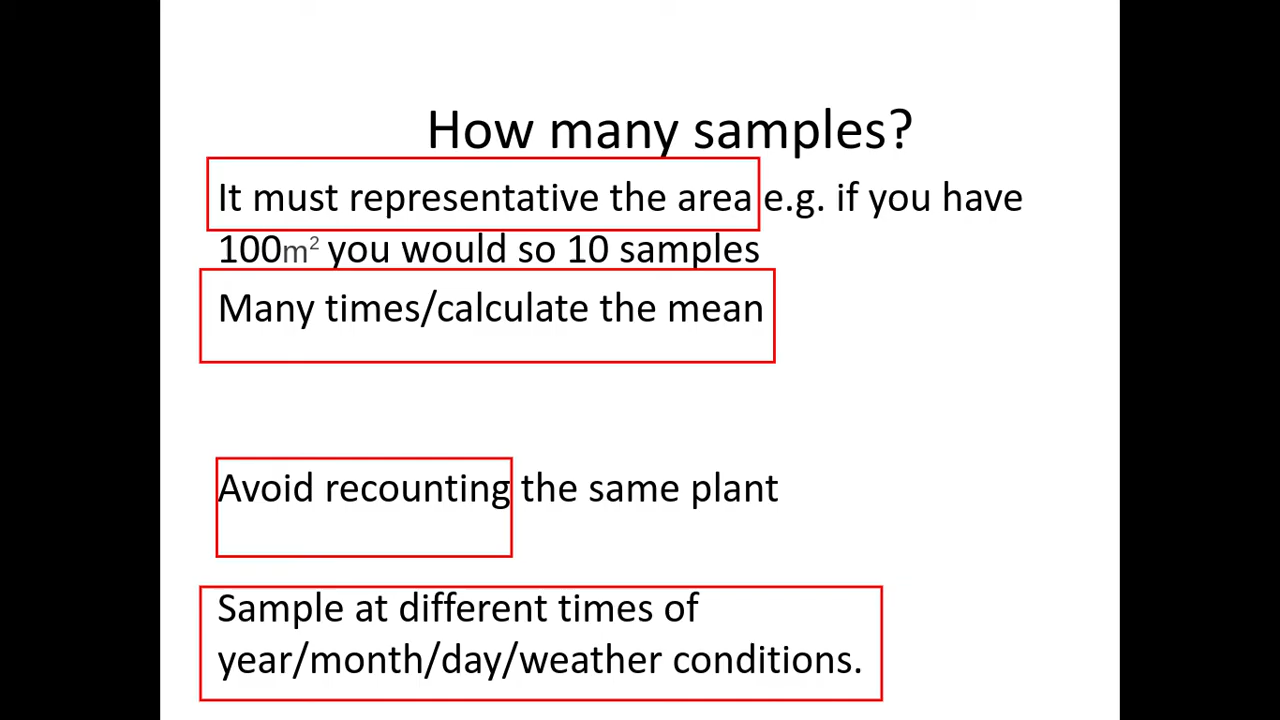 How many samples?
It must representative the area e.g. if you have
100m² you would so 10 samples
Many times/calculate the mean
Avoid recounting the same plant
Sample at different times of
year/month/day/weather conditions.